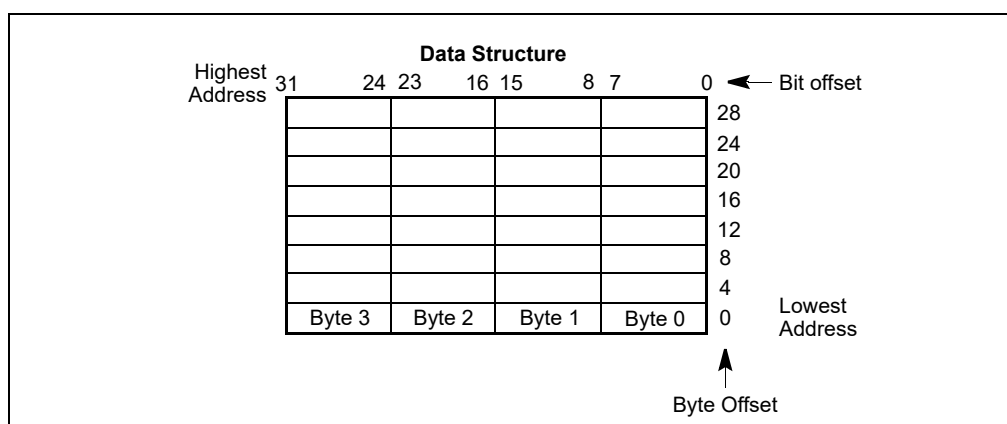 Data Structure
Highest Address
31 24 23 16 15 8 7 0
Bit offset
28
24
20
16
12
8
4
Byte 3 Byte 2 Byte 1 Byte 0 0
Lowest Address
Byte Offset